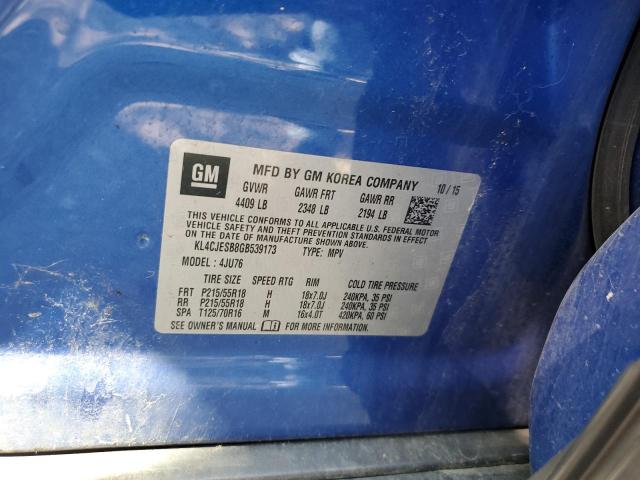 GM
MFD BY GM KOREA COMPANY 10/15
GVWR GAWR FRT GAWR RR
4409 LB 2348 LB 2194 LB
THIS VEHICLE CONFORMS TO ALL APPLICABLE U.S. FEDERAL MOTOR
VEHICLE SAFETY AND THEFT PREVENTION STANDARDS IN EFFECT
ON THE DATE OF MANUFACTURE SHOWN ABOVE.
KL4CJESB8GB539173 TYPE: MPV
MODEL : 4JU76
TIRE SIZE SPEED RTG RIM COLD TIRE PRESSURE
FRT P215/55R18 H 18x7.0J 240KPA, 35 PSI
RR P215/55R18 H 18x7.0J 240KPA, 35 PSI
SPA T125/70R16 M 16x4.0T 420KPA, 60 PSI
SEE OWNER'S MANUAL FOR MORE INFORMATION.